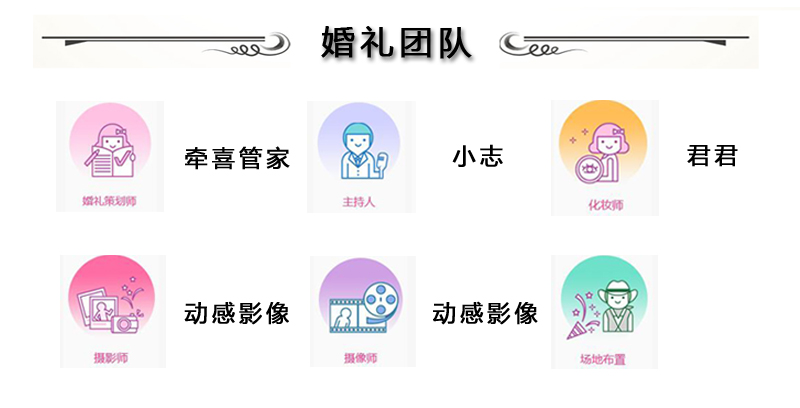 婚礼团队
牵喜管家
小志
君君
婚礼策划师
主持人
化妆师
动感影像
动感影像
摄影师
摄像师
场地布置